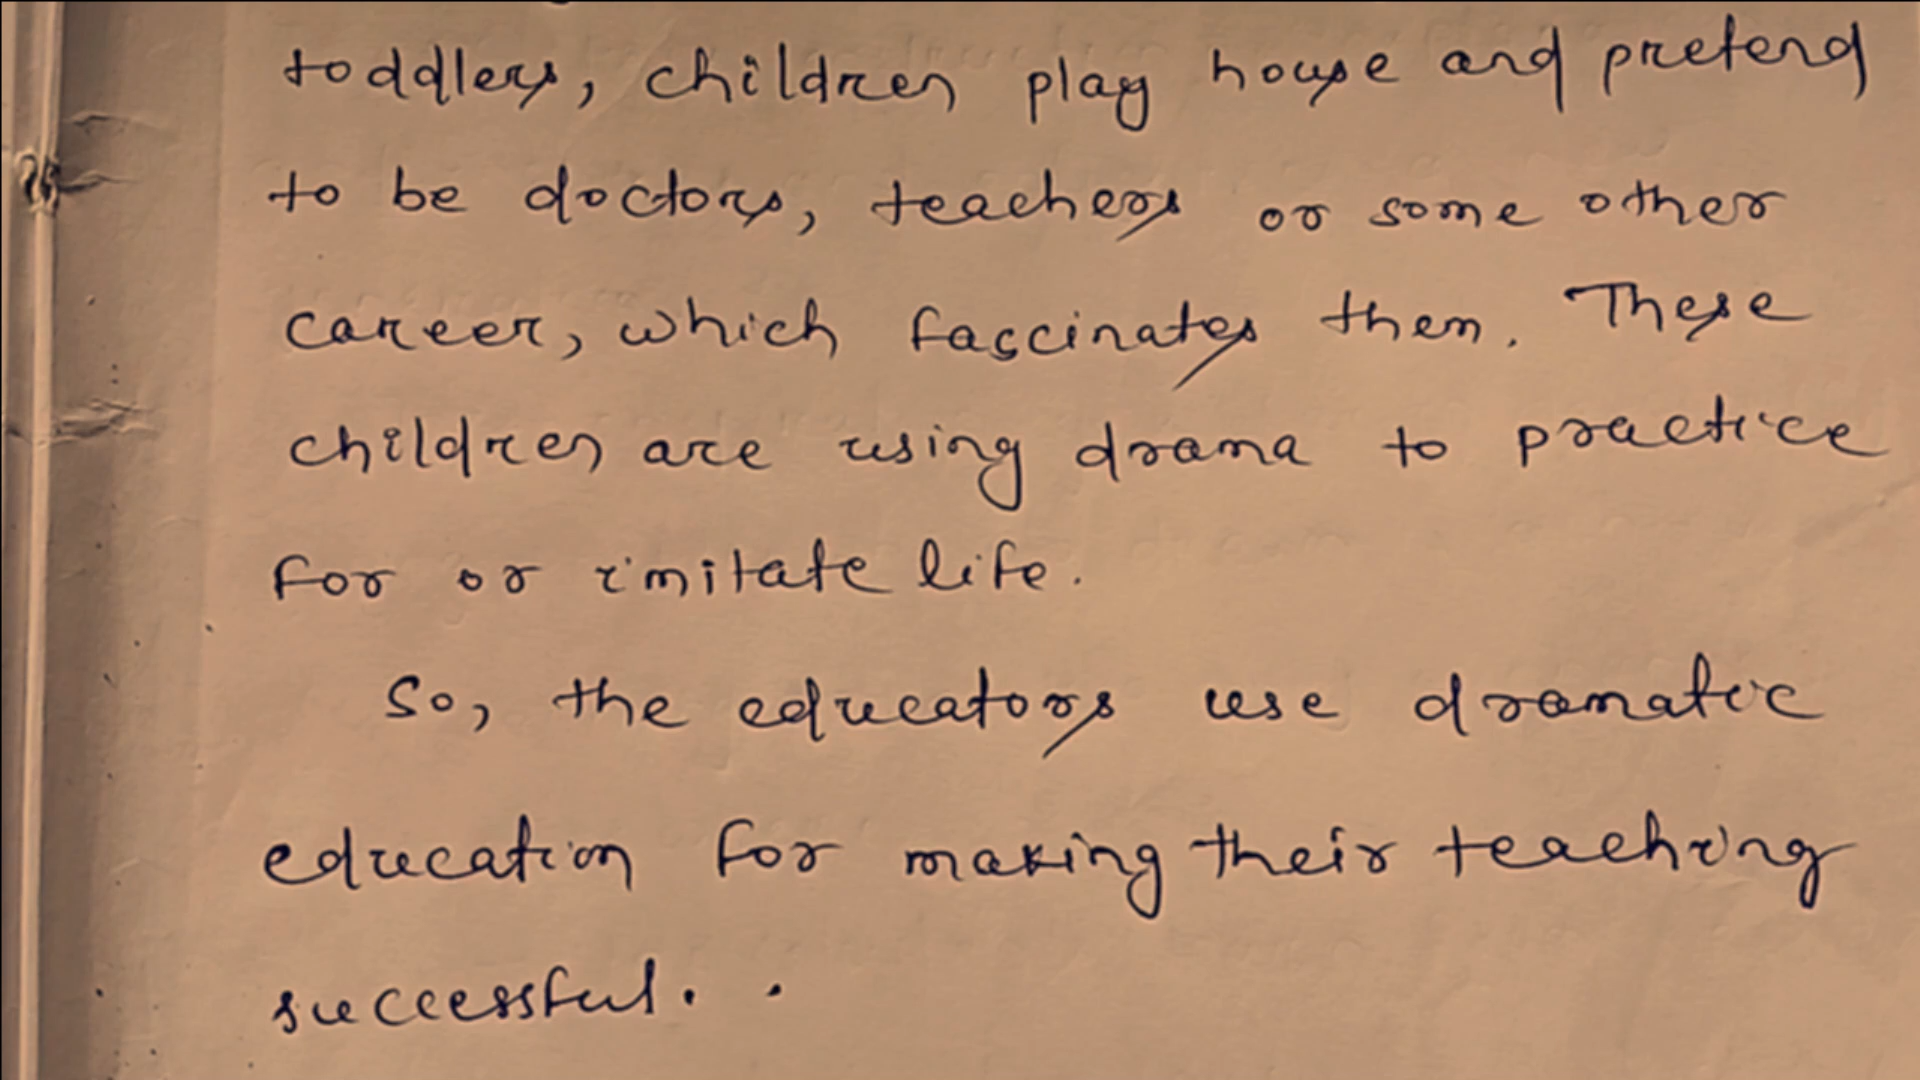 toddlers, children play house and pretend
to be doctors, teachers or some other
career, which fascinates them. These
children are using drama to practice
for or imitate life.
So, the educators use dramatic
education for making their teaching
successful. .